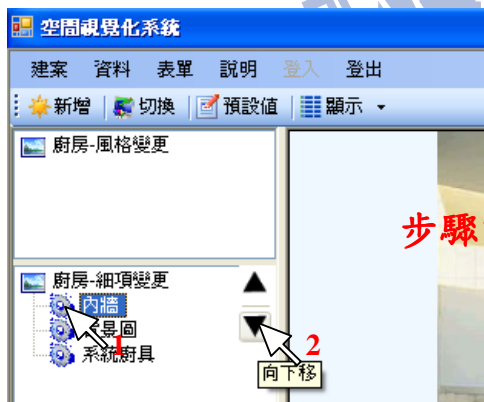 空間視覺化系統
建案 資料 表單 說明 登入 登出
新增 切換 預設值 顯示
廚房-風格變更
步驟
廚房-細項變更
內牆
景圖
系統廚具
1
2
向下移